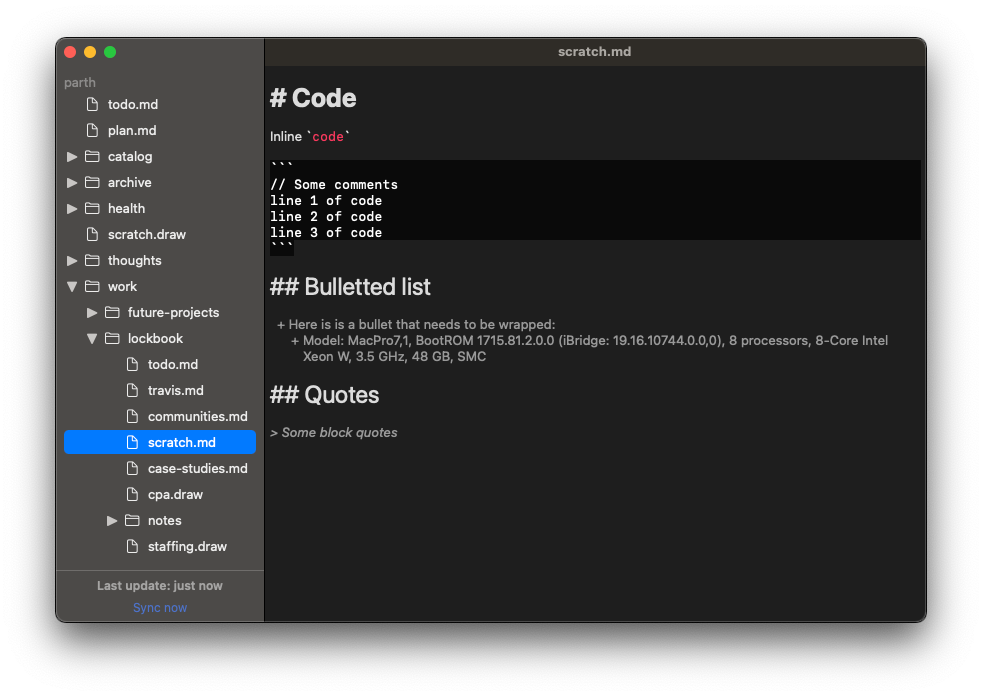 scratch.md
parth
todo.md
plan.md
catalog
archive
health
scratch.draw
thoughts
work
future-projects
lockbook
todo.md
travis.md
communities.md
scratch.md
case-studies.md
cpa.draw
notes
staffing.draw
Last update: just now
Sync now
# Code
Inline `code`
```
// Some comments
line 1 of code
line 2 of code
line 3 of code
```
## Bulletted list
+ Here is is a bullet that needs to be wrapped:
+ Model: MacPro7,1, BootROM 1715.81.2.0.0 (iBridge: 19.16.10744.0.0,0), 8 processors, 8-Core Intel
Xeon W, 3.5 GHz, 48 GB, SMC
## Quotes
> Some block quotes